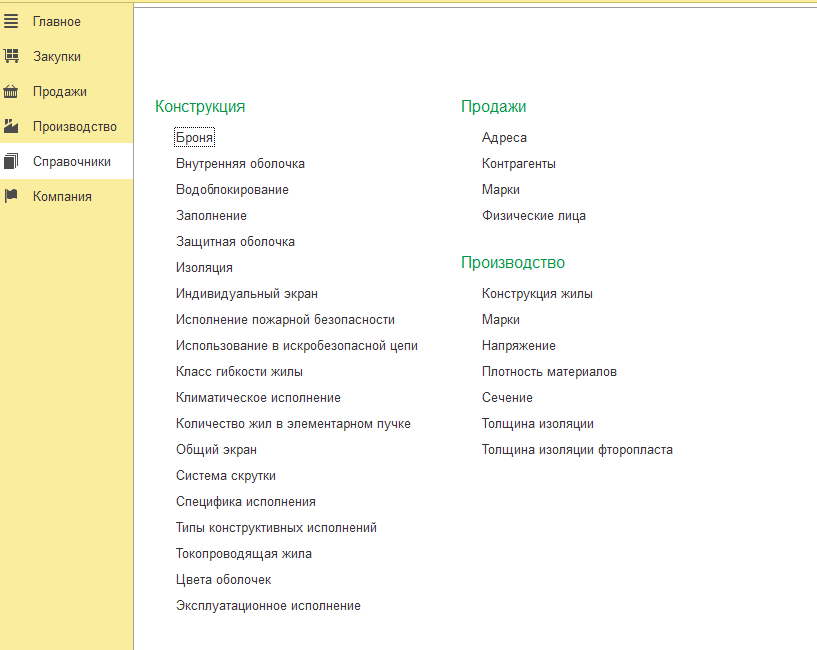 Главное
Закупки
Продажи
Производство
Справочники
Компания
Конструкция
Броня
Внутренняя оболочка
Водоблокирование
Заполнение
Защитная оболочка
Изоляция
Индивидуальный экран
Исполнение пожарной безопасности
Использование в искробезопасной цепи
Класс гибкости жилы
Климатическое исполнение
Количество жил в элементарном пучке
Общий экран
Система скрутки
Специфика исполнения
Типы конструктивных исполнений
Токопроводящая жила
Цвета оболочек
Эксплуатационное исполнение
Продажи
Адреса
Контрагенты
Марки
Физические лица
Производство
Конструкция жилы
Марки
Напряжение
Плотность материалов
Сечение
Толщина изоляции
Толщина изоляции фторопласта